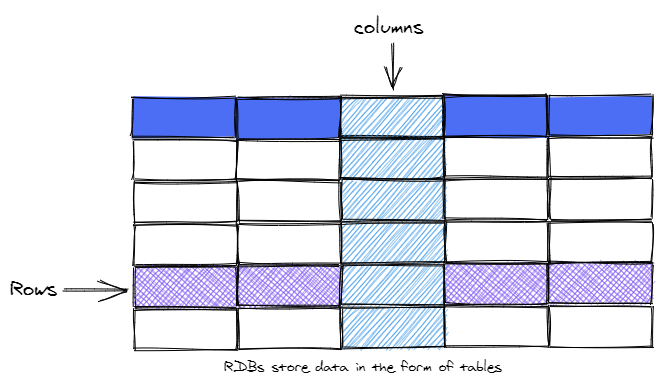 columns
Rows
RDBs store data in the form of tables